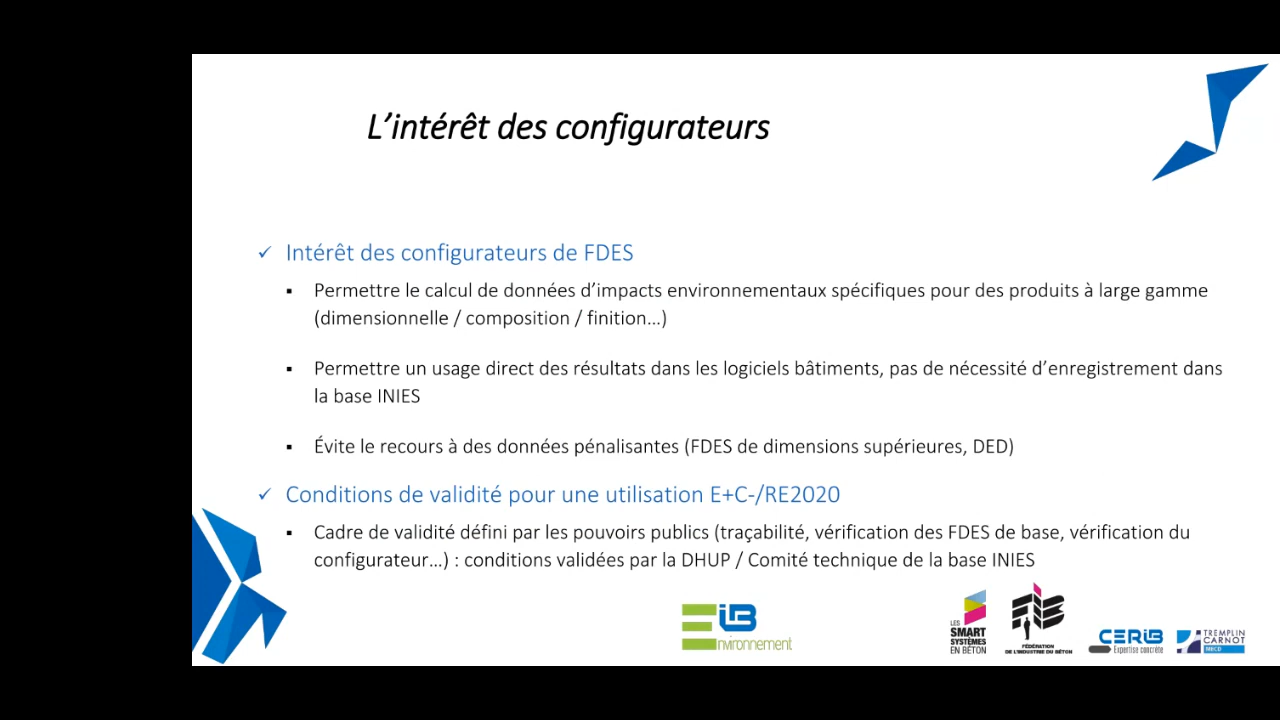 L'intérêt des configurateurs
✓ Intérêt des configurateurs de FDES
▪ Permettre le calcul de données d'impacts environnementaux spécifiques pour des produits à large gamme
(dimensionnelle / composition / finition...)
▪ Permettre un usage direct des résultats dans les logiciels bâtiments, pas de nécessité d'enregistrement dans
la base INIES
▪ Évite le recours à des données pénalisantes (FDES de dimensions supérieures, DED)
✓ Conditions de validité pour une utilisation E+C-/RE2020
▪ Cadre de validité défini par les pouvoirs publics (traçabilité, vérification des FDES de base, vérification du
configurateur...) : conditions validées par la DHUP / Comité technique de la base INIES
iB
Environnement
LES
SMART
SYSTÈMES
EN BÉTON
FIB
FÉDÉRATION
DE L'INDUSTRIE DU BÉTON
CERIB
Expertise concrète
TREMPLIN
CARNOT
MECD